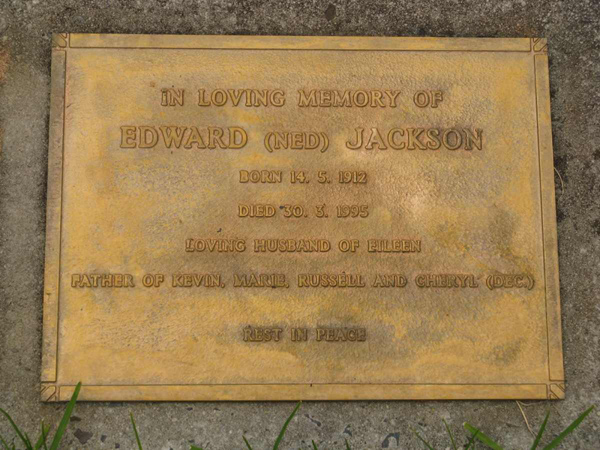 IN LOVING MEMORY OF
EDWARD (NED) JACKSON
BORN 14. 5. 1912
DIED 30. 3. 1995
LOVING HUSBAND OF EILEEN
FATHER OF KEVIN, MARIE, RUSSELL AND CHERYL (DEC.)
REST IN PEACE